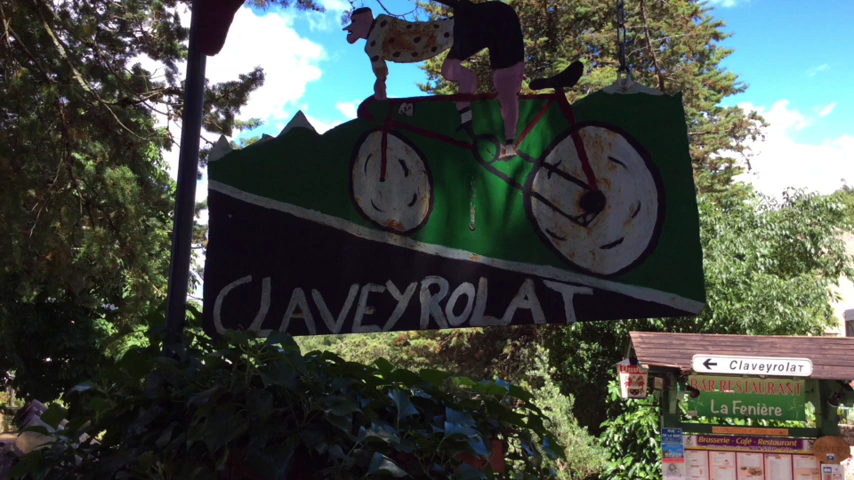 CLAVEYROLAT
Claveyrolat
BAR RESTAURANT
La Fenière
Brasserie - Café - Restaurant